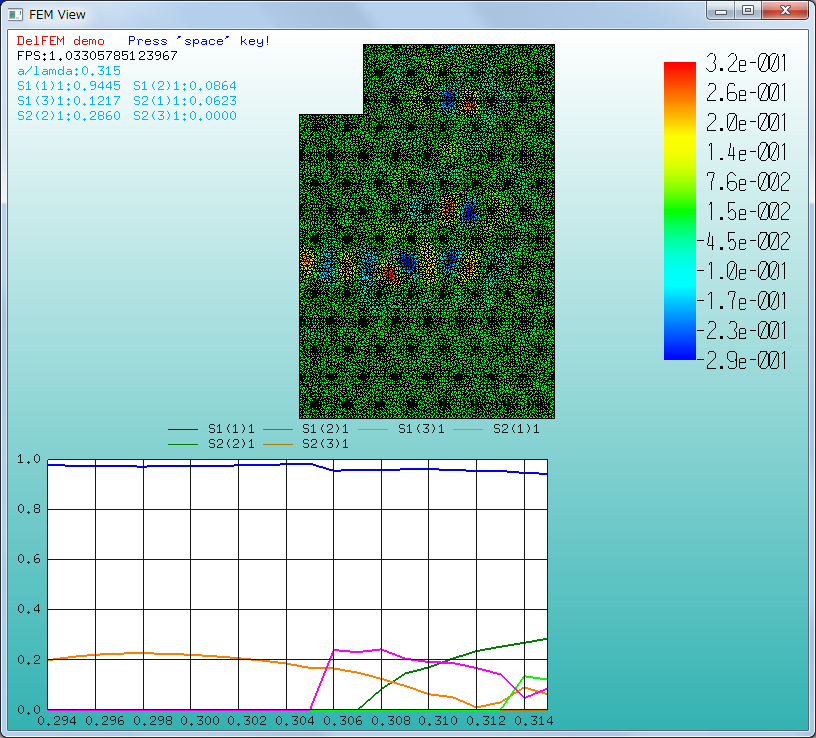 FEM View
DelFEM demo Press 'space' key!
FPS:1.03305785123967
a/lamda:0.315
S1(1)1:0.9445 S1(2)1:0.0864
S1(3)1:0.1217 S2(1)1:0.0623
S2(2)1:0.2860 S2(3)1:0.0000
3.2e-001
2.6e-001
2.0e-001
1.4e-001
7.6e-002
1.5e-002
-4.5e-002
-1.0e-001
-1.7e-001
-2.3e-001
-2.9e-001
S1(1)1 S1(2)1 S1(3)1 S2(1)1
S2(2)1 S2(3)1
1.0
0.8
0.6
0.4
0.2
0.0
0.294 0.296 0.298 0.300 0.302 0.304 0.306 0.308 0.310 0.312 0.314